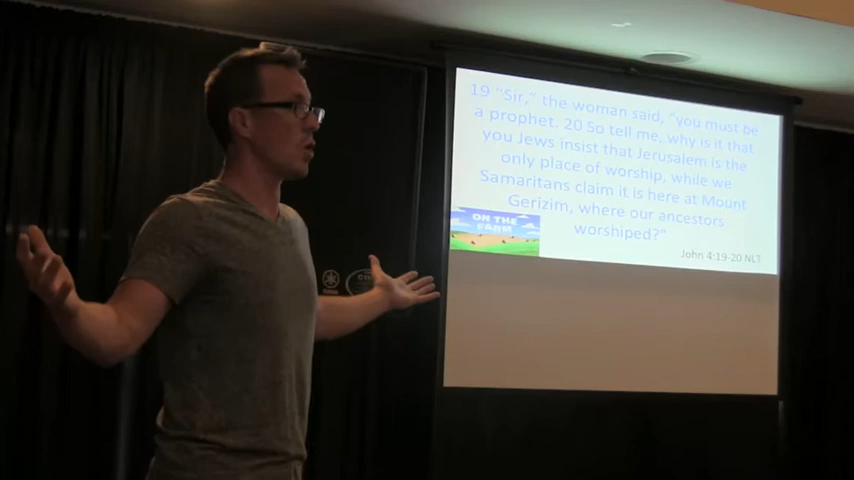 19 "Sir," the woman said, "you must be
a prophet. 20 So tell me, why is it that
you Jews insist that Jerusalem is the
only place of worship, while we
Samaritans claim it is here at Mount
Gerizim, where our ancestors
worshiped?"
ON THE
FARM
John 4:19-20 NLT